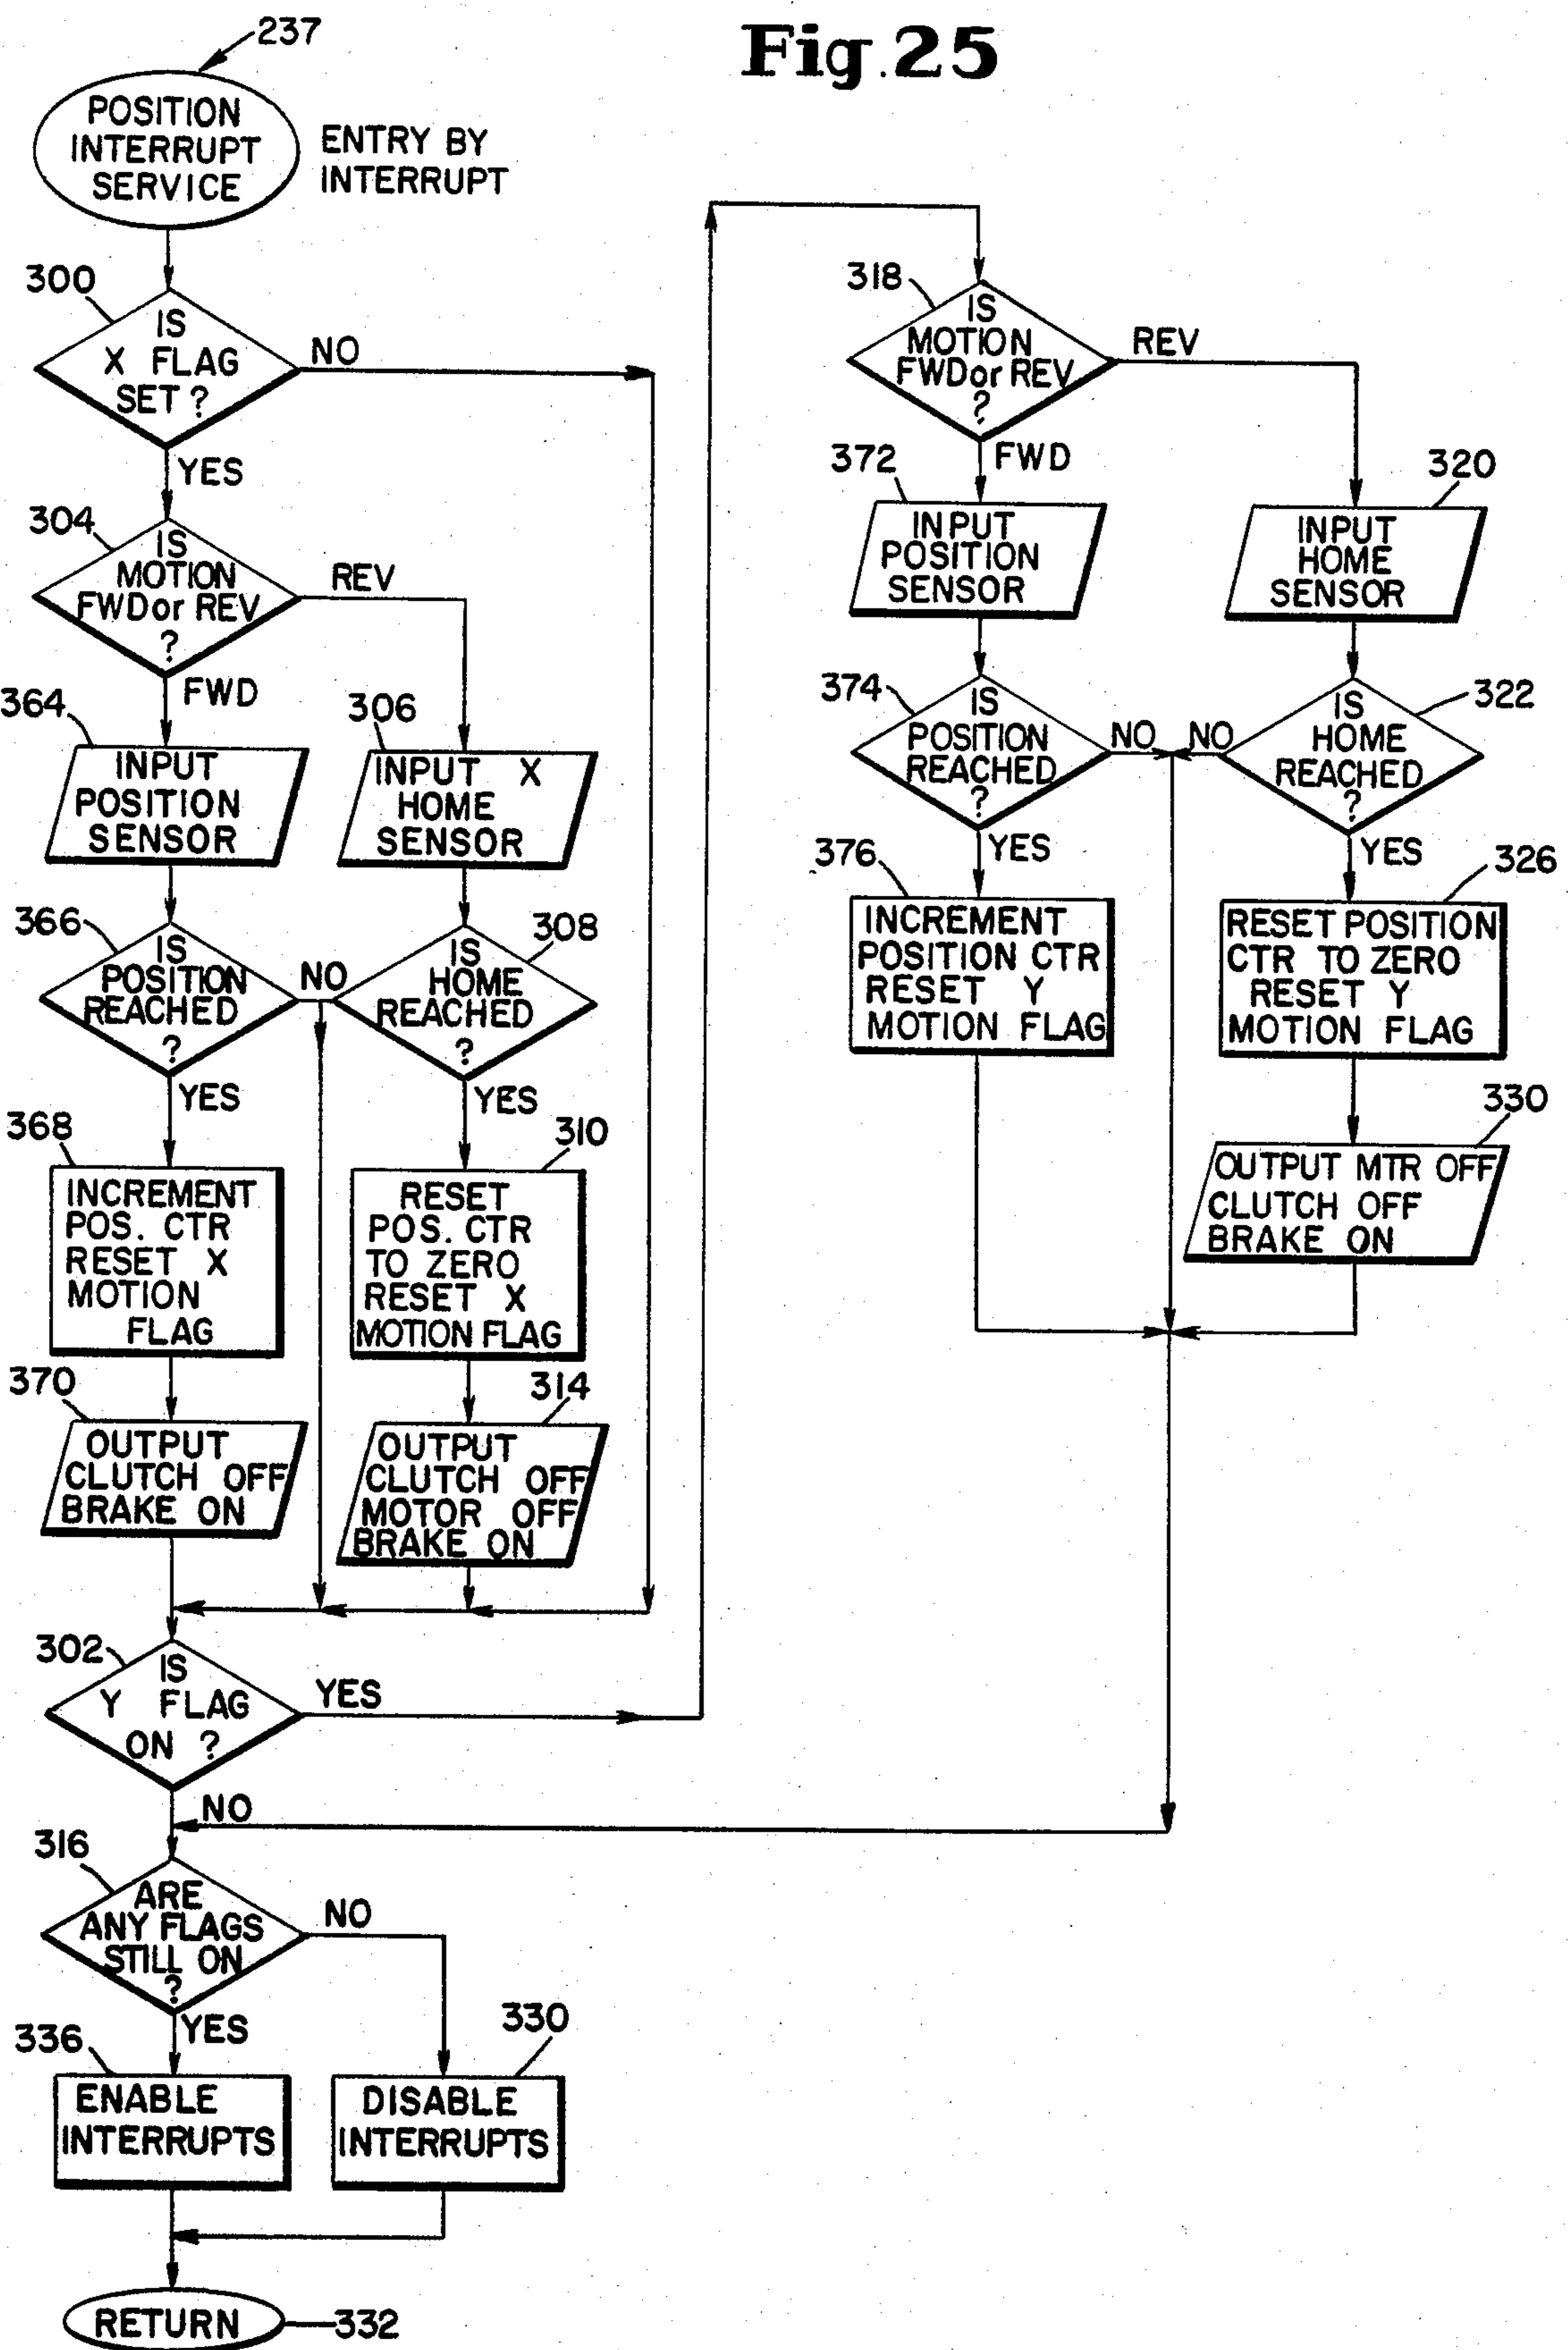 Fig. 25
237
POSITION
INTERRUPT
SERVICE
ENTRY BY
INTERRUPT
300
IS
X FLAG
SET ?
NO
YES
304
IS
MOTION
FWD or REV
?
REV
FWD
364
INPUT
POSITION
SENSOR
306
INPUT X
HOME
SENSOR
366
IS
POSITION
REACHED
?
NO
308
IS
HOME
REACHED
?
YES
YES
368
INCREMENT
POS. CTR
RESET X
MOTION
FLAG
310
RESET
POS. CTR
TO ZERO
RESET X
MOTION FLAG
370
OUTPUT
CLUTCH OFF
BRAKE ON
314
OUTPUT
CLUTCH OFF
MOTOR OFF
BRAKE ON
302
IS
Y FLAG
ON ?
YES
NO
316
ARE
ANY FLAGS
STILL ON
?
NO
YES
336
ENABLE
INTERRUPTS
330
DISABLE
INTERRUPTS
RETURN
332
318
IS
MOTION
FWD or REV
?
REV
FWD
372
INPUT
POSITION
SENSOR
320
INPUT
HOME
SENSOR
374
IS
POSITION
REACHED
?
NO
NO
322
IS
HOME
REACHED
?
YES
YES
376
INCREMENT
POSITION CTR
RESET Y
MOTION FLAG
326
RESET POSITION
CTR TO ZERO
RESET Y
MOTION FLAG
330
OUTPUT MTR OFF
CLUTCH OFF
BRAKE ON